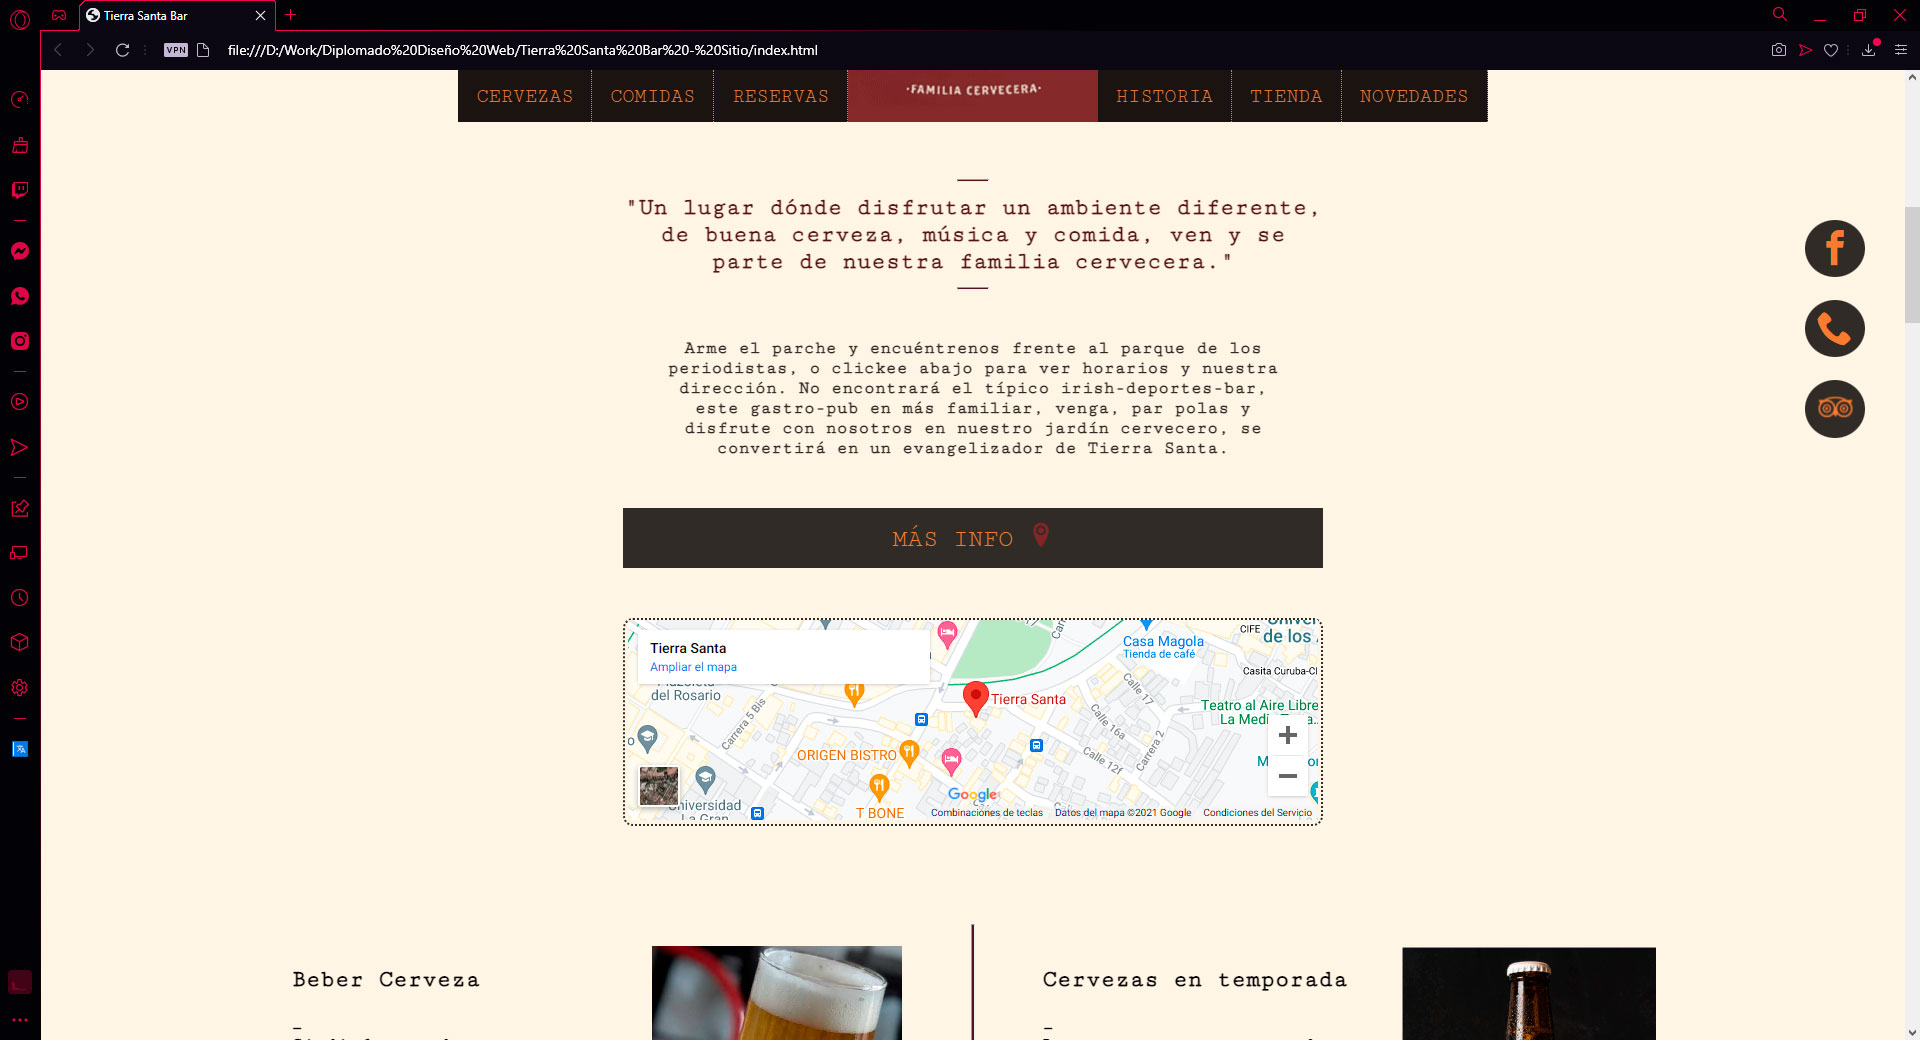 Tierra Santa Bar
VPN
file:///D:/Work/Diplomado%20Diseño%20Web/Tierra%20Santa%20Bar%20-%20Sitio/index.html
CERVEZAS COMIDAS RESERVAS ·FAMILIA CERVECERA· HISTORIA TIENDA NOVEDADES
"Un lugar dónde disfrutar un ambiente diferente,
de buena cerveza, música y comida, ven y se
parte de nuestra familia cervecera."
Arme el parche y encuéntrenos frente al parque de los
periodistas, o clickee abajo para ver horarios y nuestra
dirección. No encontrará el típico irish-deportes-bar,
este gastro-pub en más familiar, venga, par polas y
disfrute con nosotros en nuestro jardín cervecero, se
convertirá en un evangelizador de Tierra Santa.
MÁS INFO
Tierra Santa
Ampliar el mapa
del Rosario
Carrera 5 Bis
ORIGEN BISTRO
T BONE
Universidad
La Gran
Tierra Santa
Casa Magola
Tienda de café
CIFE
de los
Casita Curuba-CI
Calle 17
Calle 16a
Carrera 2
Calle 12f
Teatro al Aire Libre
La Media Torta..
Google
Combinaciones de teclas
Datos del mapa ©2021 Google
Condiciones del Servicio
Beber Cerveza
Cervezas en temporada